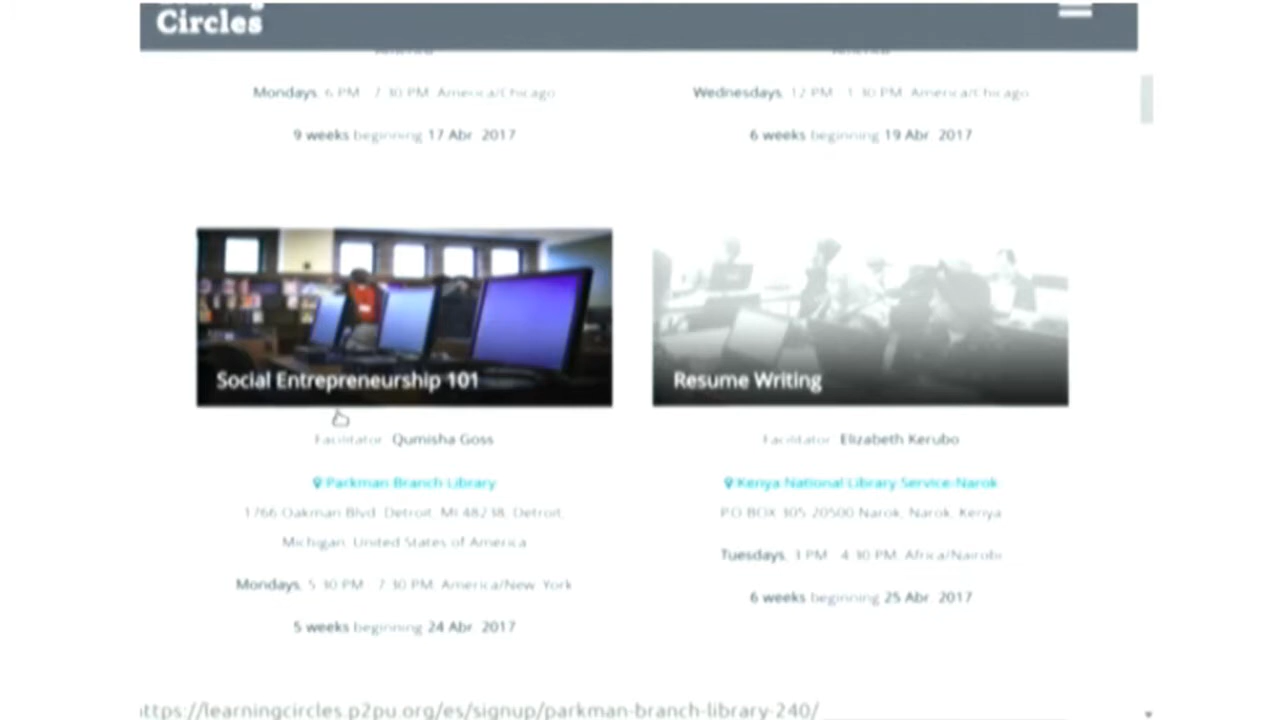 Circles
Mondays, 6 PM - 7:30 PM, America/Chicago
9 weeks beginning 17 Abr. 2017
Wednesdays, 12 PM - 1:30 PM, America/Chicago
6 weeks beginning 19 Abr. 2017
Social Entrepreneurship 101
Facilitator: Qumisha Goss
Parkman Branch Library
1766 Oakman Blvd, Detroit, MI 48238, Detroit,
Michigan, United States of America
Mondays, 5:30 PM - 7:30 PM, America/New_York
5 weeks beginning 24 Abr. 2017
Resume Writing
Facilitator: Elizabeth Kerubo
Kenya National Library Service-Narok
P.O BOX 305-20500 Narok, Narok, Kenya
Tuesdays, 3 PM - 4:30 PM, Africa/Nairobi
6 weeks beginning 25 Abr. 2017
https://learningcircles.p2pu.org/es/signup/parkman-branch-library-240/